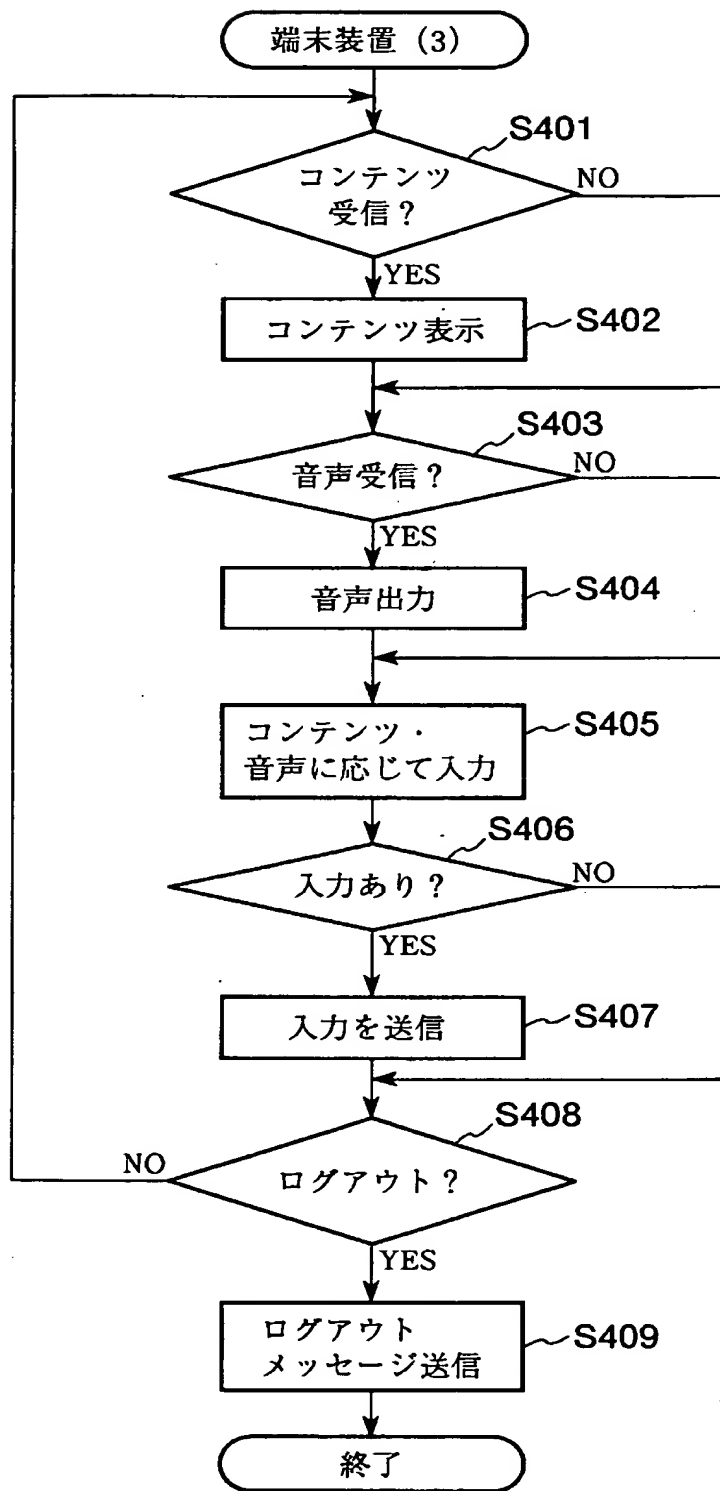 端末装置 (3)
S401
コンテンツ
受信？
NO
YES
コンテンツ表示
S402
S403
音声受信？
NO
YES
音声出力
S404
コンテンツ・
音声に応じて入力
S405
S406
入力あり？
NO
YES
入力を送信
S407
S408
NO
ログアウト？
YES
ログアウト
メッセージ送信
S409
終了